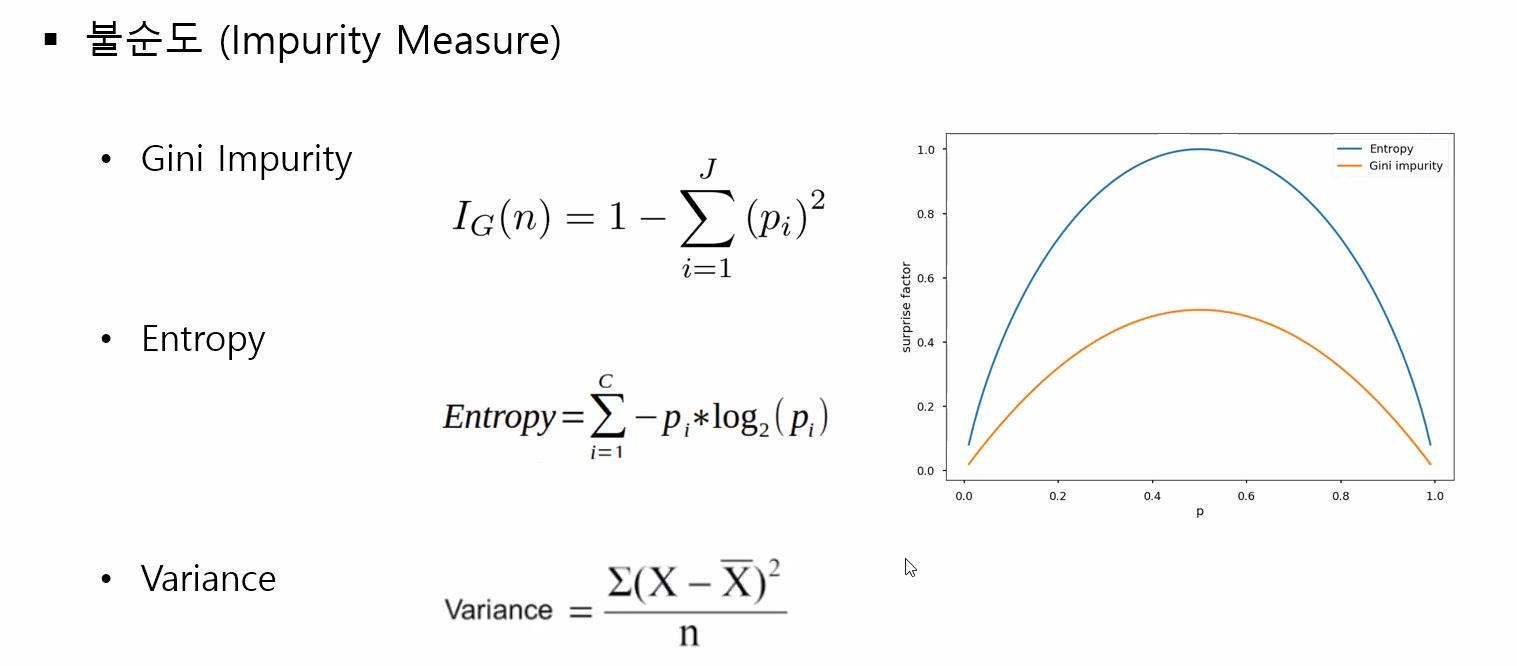 ▪ 불순도 (Impurity Measure)
• Gini Impurity
I_G(n) = 1 − \sum_{i=1}^{J} (p_i)^2
• Entropy
Entropy = \sum_{i=1}^{C} −p_i * log_2(p_i)
• Variance
Variance = \frac{Σ(X − \overline{X})^2}{n}
Entropy
Gini impurity
surprise factor
1.0
0.8
0.6
0.4
0.2
0.0
0.0 0.2 0.4 0.6 0.8 1.0
p